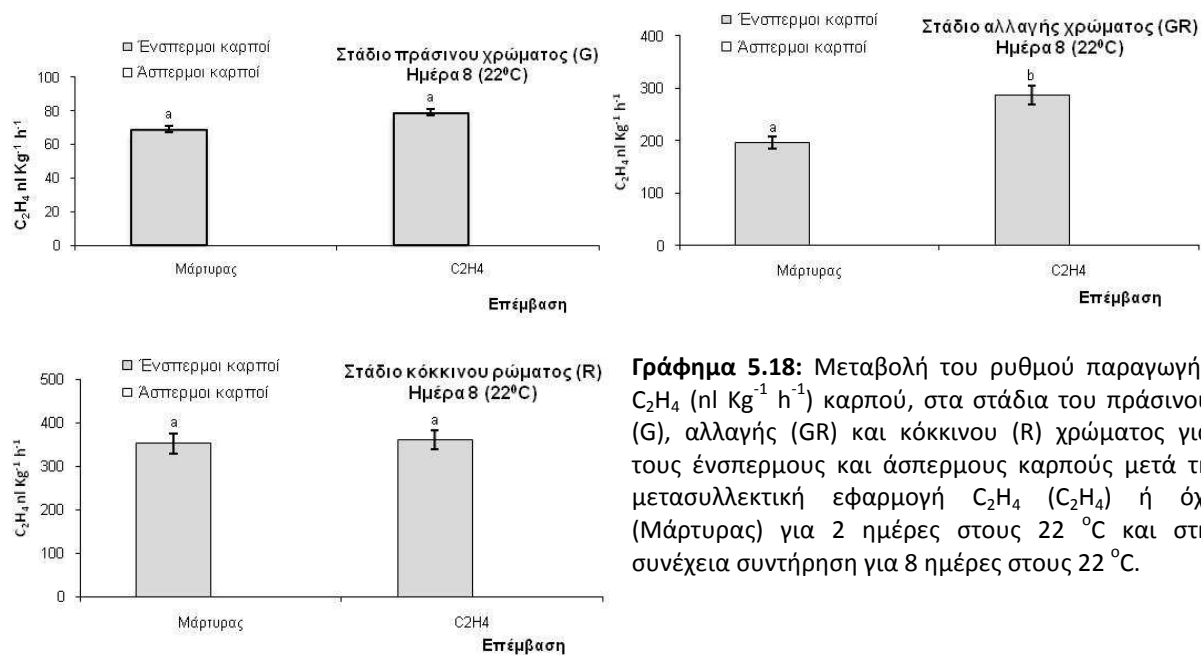 Ένσπερμοι καρποί
Άσπερμοι καρποί
Στάδιο πράσινου χρώματος (G)
Ημέρα 8 (22⁰C)
C₂H₄ nl Kg⁻¹ h⁻¹
100
80
60
40
20
0
a
a
Μάρτυρας
C2H4
Επέμβαση
Ένσπερμοι καρποί
Άσπερμοι καρποί
Στάδιο αλλαγής χρώματος (GR)
Ημέρα 8 (22⁰C)
C₂H₄ nl Kg⁻¹ h⁻¹
400
300
200
100
0
a
b
Μάρτυρας
C2H4
Επέμβαση
Ένσπερμοι καρποί
Άσπερμοι καρποί
Στάδιο κόκκινου ρώματος (R)
Ημέρα 8 (22⁰C)
C₂H₄ nl Kg⁻¹ h⁻¹
500
400
300
200
100
0
a
a
Μάρτυρας
C2H4
Επέμβαση
Γράφημα 5.18: Μεταβολή του ρυθμού παραγωγή
C₂H₄ (nl Kg⁻¹ h⁻¹) καρπού, στα στάδια του πράσινου
(G), αλλαγής (GR) και κόκκινου (R) χρώματος για
τους ένσπερμους και άσπερμους καρπούς μετά τη
μετασυλλεκτική εφαρμογή C₂H₄ (C₂H₄) ή όχ
(Μάρτυρας) για 2 ημέρες στους 22 °C και στη
συνέχεια συντήρηση για 8 ημέρες στους 22 °C.